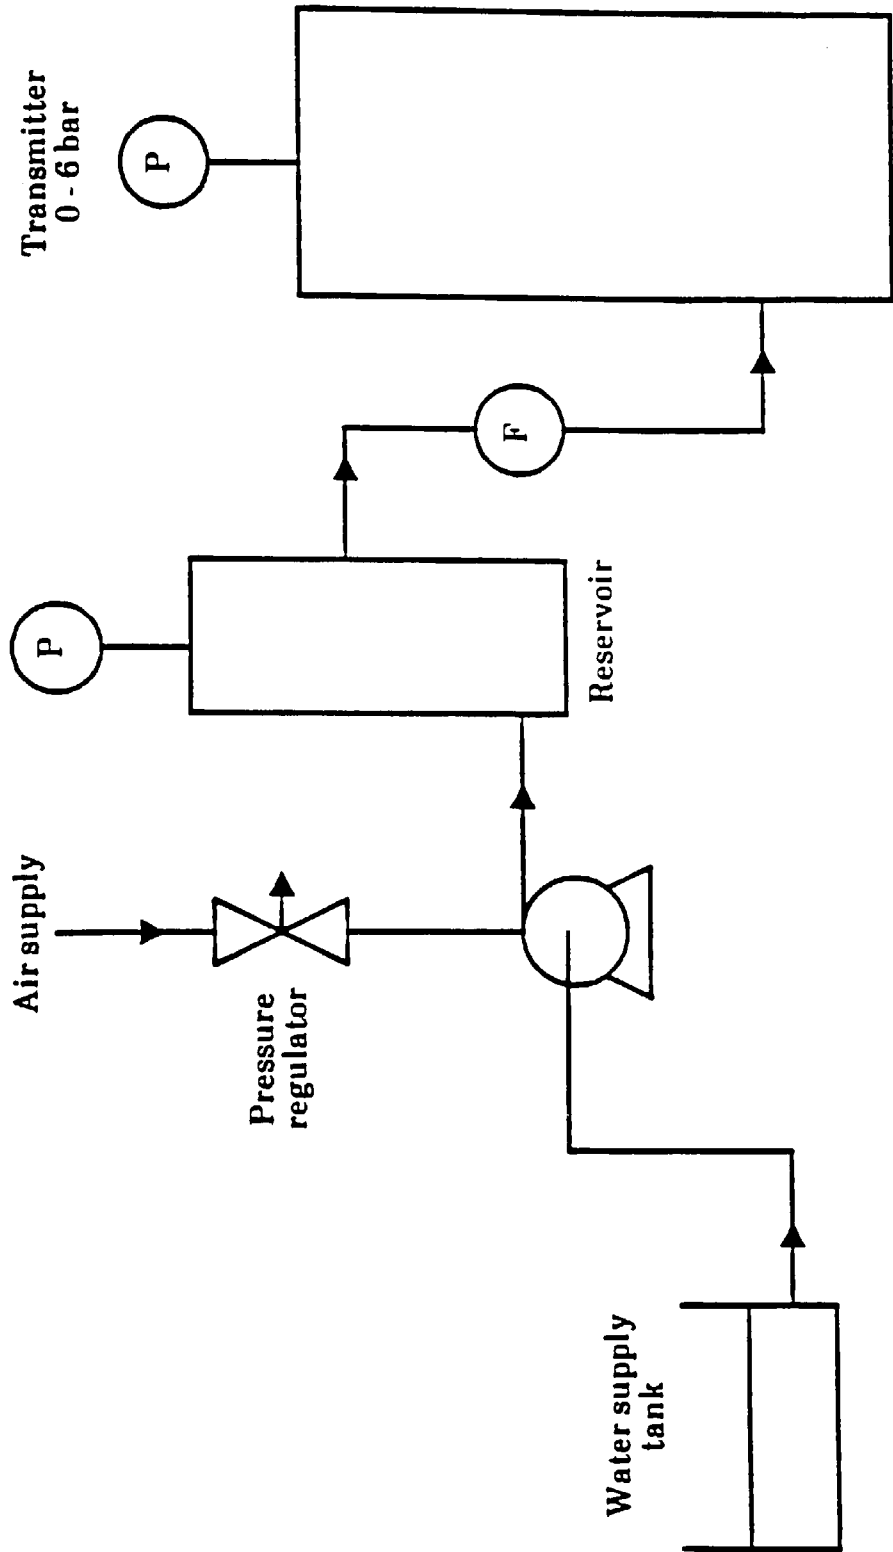 Transmitter
0 - 6 bar
P
P
F
Reservoir
Air supply
Pressure
regulator
Water supply
tank